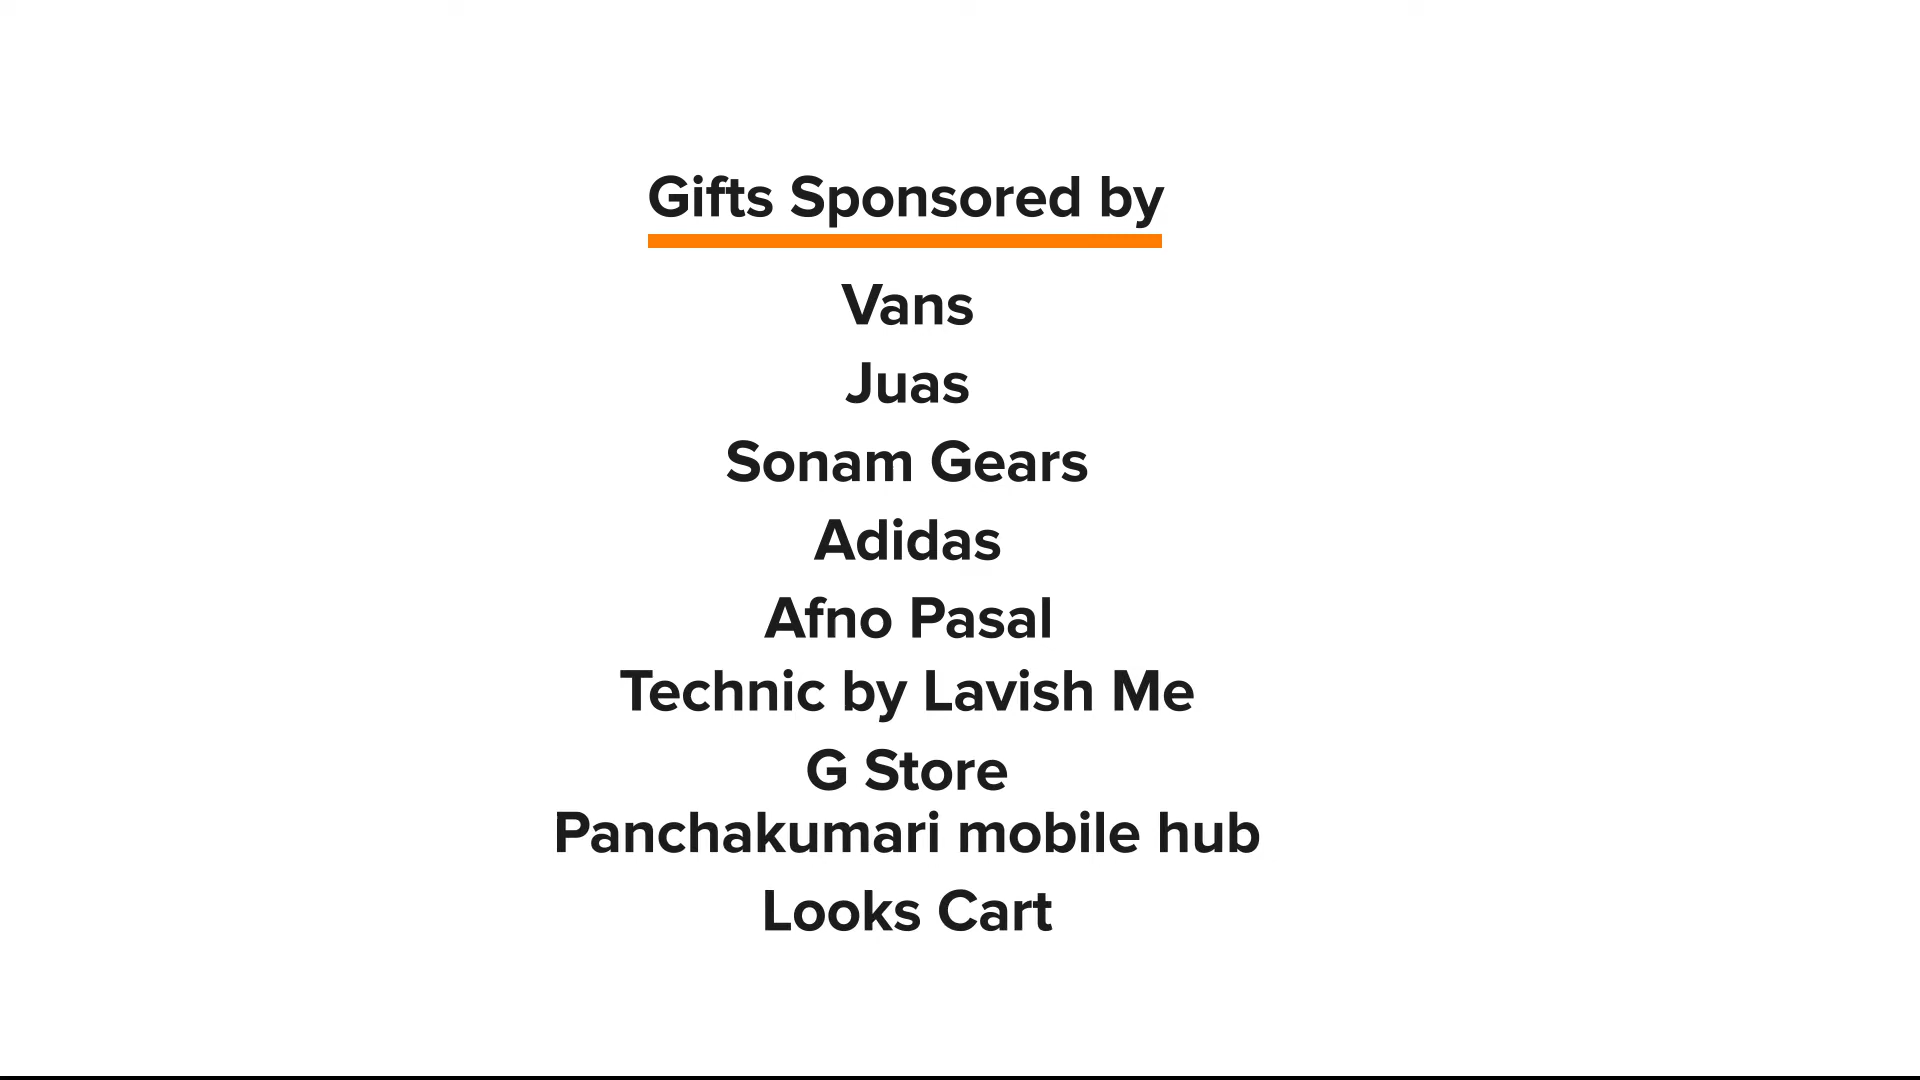 Gifts Sponsored by
Vans
Juas
Sonam Gears
Adidas
Afno Pasal
Technic by Lavish Me
G Store
Panchakumari mobile hub
Looks Cart